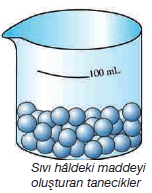 100 mL
Sıvı hâldeki maddeyi
oluşturan tanecikler